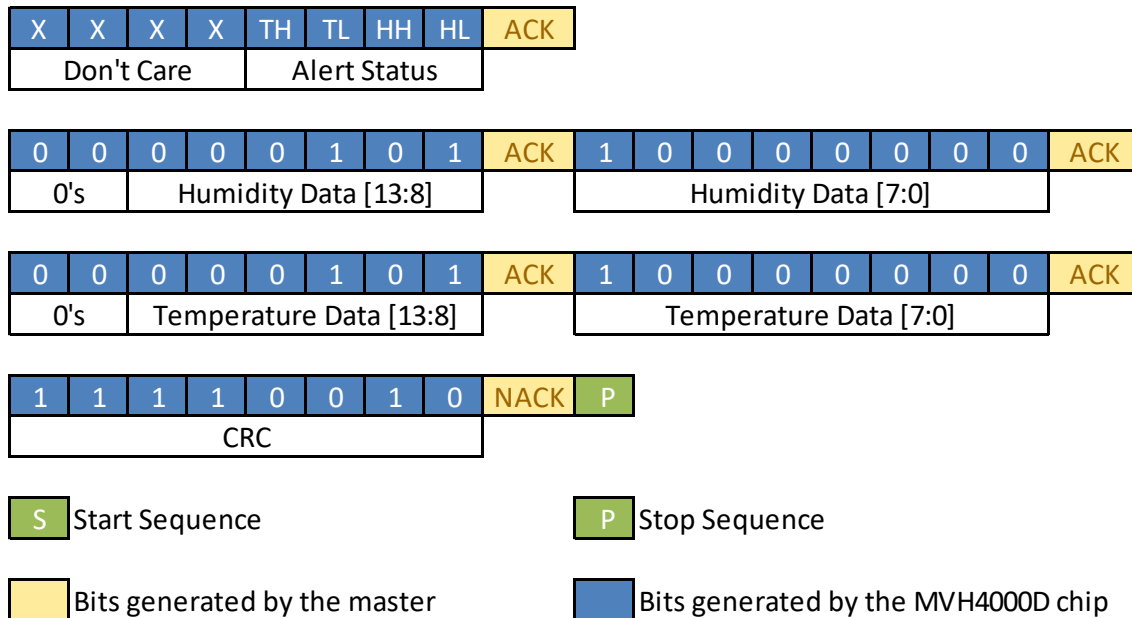 X X X X TH TL HH HL ACK
Don't Care Alert Status
0 0 0 0 0 1 0 1 ACK 1 0 0 0 0 0 0 0 ACK
0's Humidity Data [13:8] Humidity Data [7:0]
0 0 0 0 0 1 0 1 ACK 1 0 0 0 0 0 0 0 ACK
0's Temperature Data [13:8] Temperature Data [7:0]
1 1 1 1 0 0 1 0 NACK P
CRC
S Start Sequence P Stop Sequence
Bits generated by the master Bits generated by the MVH4000D chip